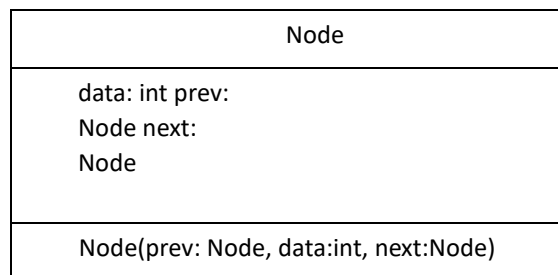 Node
data: int prev:
Node next:
Node
Node(prev: Node, data:int, next:Node)